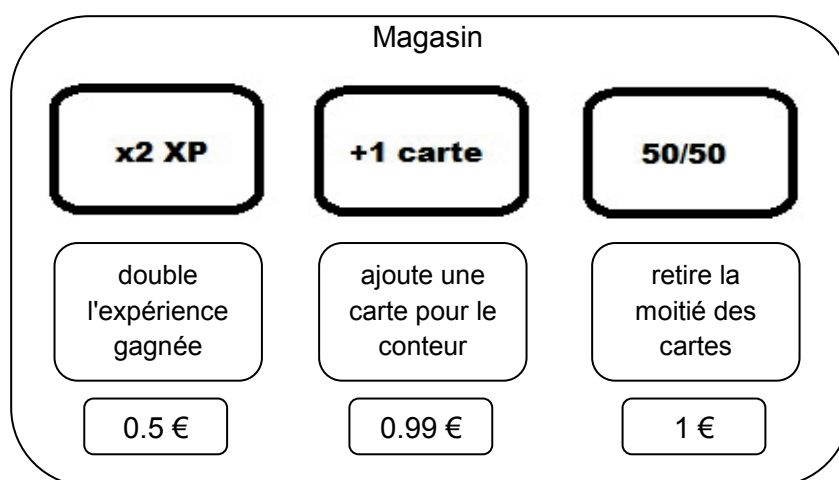 Magasin
x2 XP
+1 carte
50/50
double
l'expérience
gagnée
ajoute une
carte pour le
conteur
retire la
moitié des
cartes
0.5 €
0.99 €
1 €